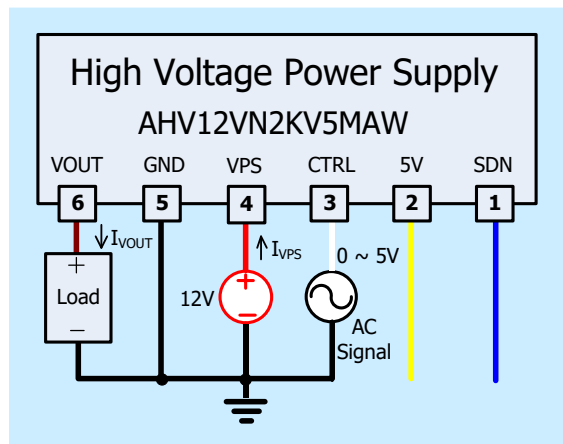 High Voltage Power Supply
AHV12VN2KV5MAW
VOUT GND VPS CTRL 5V SDN
6 5 4 3 2 1
↓IVOUT ↑IVPS 0 ~ 5V
+ +
Load 12V
− −
AC
Signal